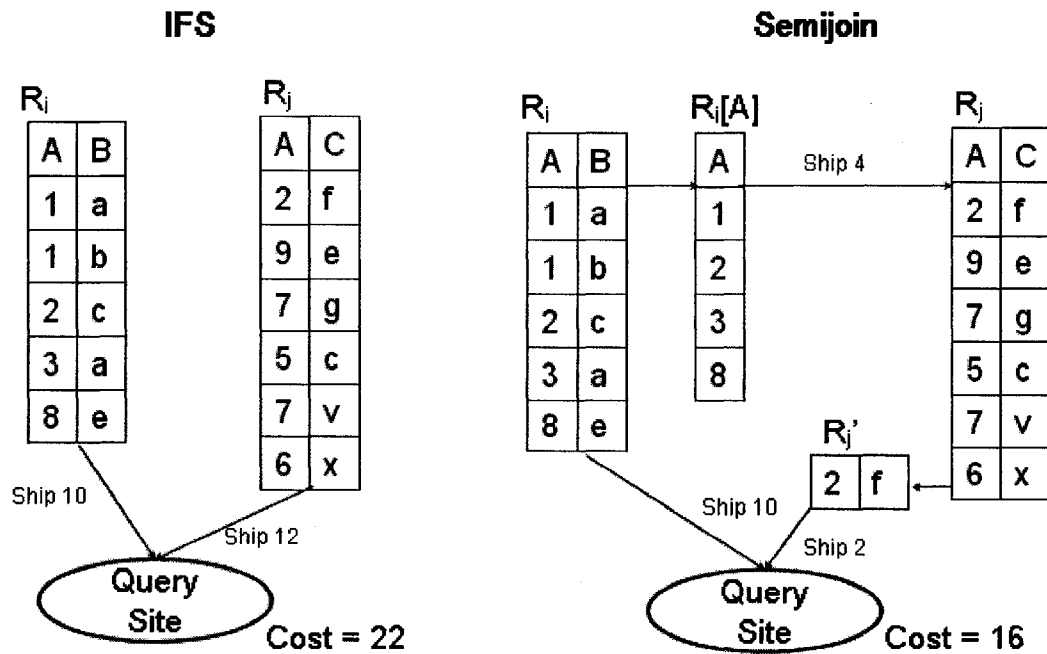 IFS
Semijoin
Ri
Rj
A B
1 a
1 b
2 c
3 a
8 e
A C
2 f
9 e
7 g
5 c
7 v
6 x
Ship 10
Ship 12
Query
Site
Cost = 22
Ri
Ri[A]
Rj
A B
1 a
1 b
2 c
3 a
8 e
A
1
2
3
8
Ship 4
A C
2 f
9 e
7 g
5 c
7 v
6 x
Rj'
2 f
Ship 10
Ship 2
Query
Site
Cost = 16